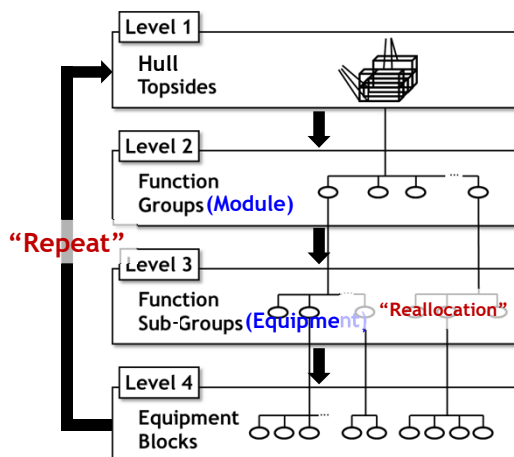 Level 1
Hull
Topsides
Level 2
Function
Groups(Module)
"Repeat"
Level 3
Function
Sub-Groups(Equipment)
"Reallocation"
Level 4
Equipment
Blocks